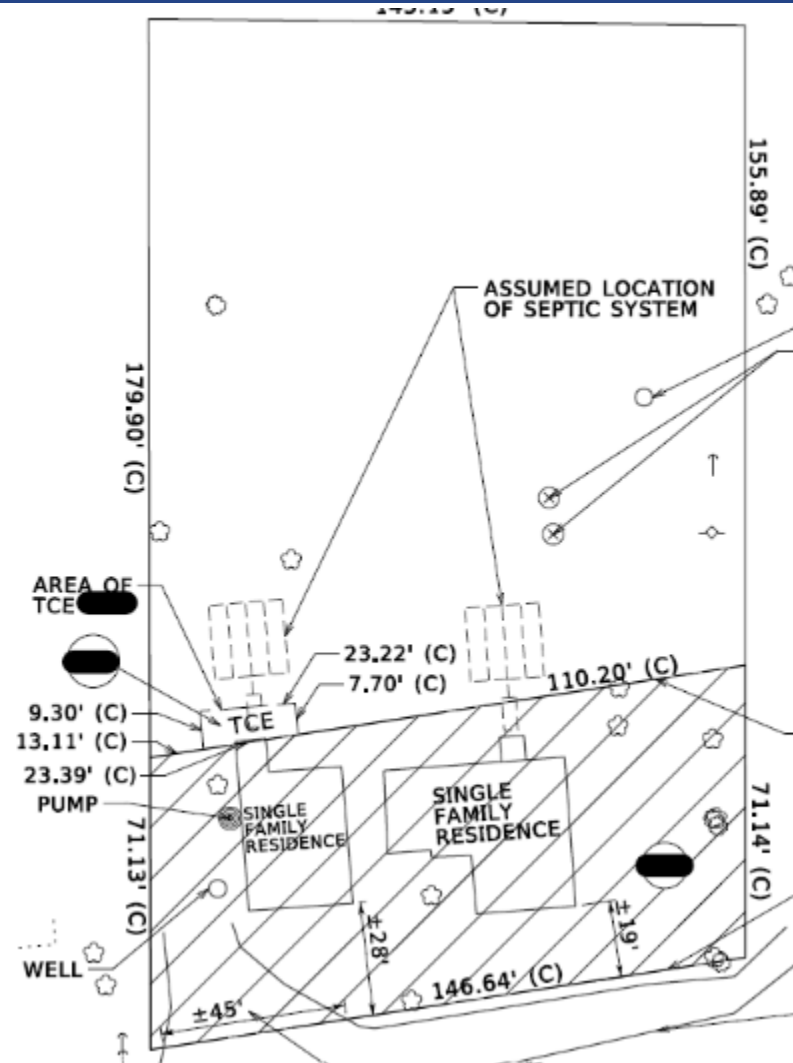 155.89' (C)
ASSUMED LOCATION
OF SEPTIC SYSTEM
179.90' (C)
AREA OF
TCE
23.22' (C)
7.70' (C)
110.20' (C)
9.30' (C)
TCE
13.11' (C)
23.39' (C)
PUMP
SINGLE
FAMILY
RESIDENCE
SINGLE
FAMILY
RESIDENCE
71.13' (C)
71.14' (C)
±28'
±19'
WELL
146.64' (C)
±45'